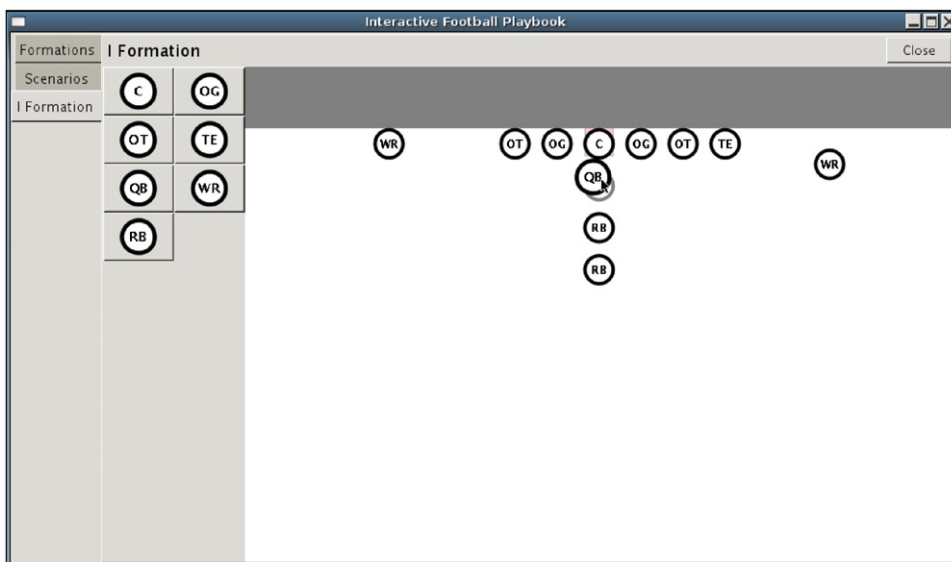 Interactive Football Playbook
Formations
Scenarios
I Formation
I Formation
Close
C OG
OT TE
QB WR
RB
WR OT OG C OG OT TE
WR
QB
RB
RB